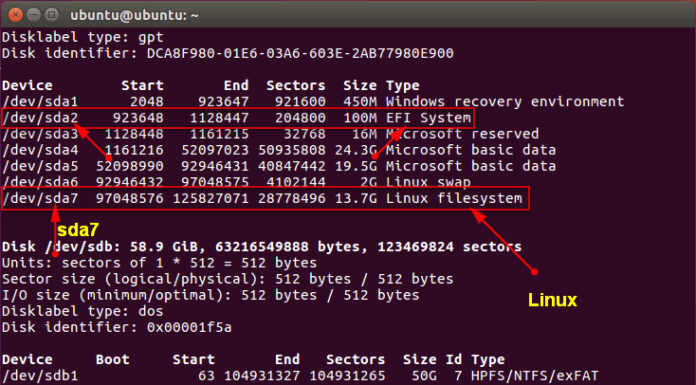 ubuntu@ubuntu: ~
Disklabel type: gpt
Disk identifier: DCA8F980-01E6-03A6-603E-2AB77980E900
Device Start End Sectors Size Type
/dev/sda1 2048 923647 921600 450M Windows recovery environment
/dev/sda2 923648 1128447 204800 100M EFI System
/dev/sda3 1128448 1161215 32768 16M Microsoft reserved
/dev/sda4 1161216 52097023 50935808 24.3G Microsoft basic data
/dev/sda5 52098990 92946431 40847442 19.5G Microsoft basic data
/dev/sda6 92946432 97048575 4102144 2G Linux swap
/dev/sda7 97048576 125827071 28778496 13.7G Linux filesystem
sda7
Disk /dev/sdb: 58.9 GiB, 63216549888 bytes, 123469824 sectors
Units: sectors of 1 * 512 = 512 bytes
Sector size (logical/physical): 512 bytes / 512 bytes
I/O size (minimum/optimal): 512 bytes / 512 bytes
Linux
Disklabel type: dos
Disk identifier: 0x00001f5a
Device Boot Start End Sectors Size Id Type
/dev/sdb1 63 104931327 104931265 50G 7 HPFS/NTFS/exFAT